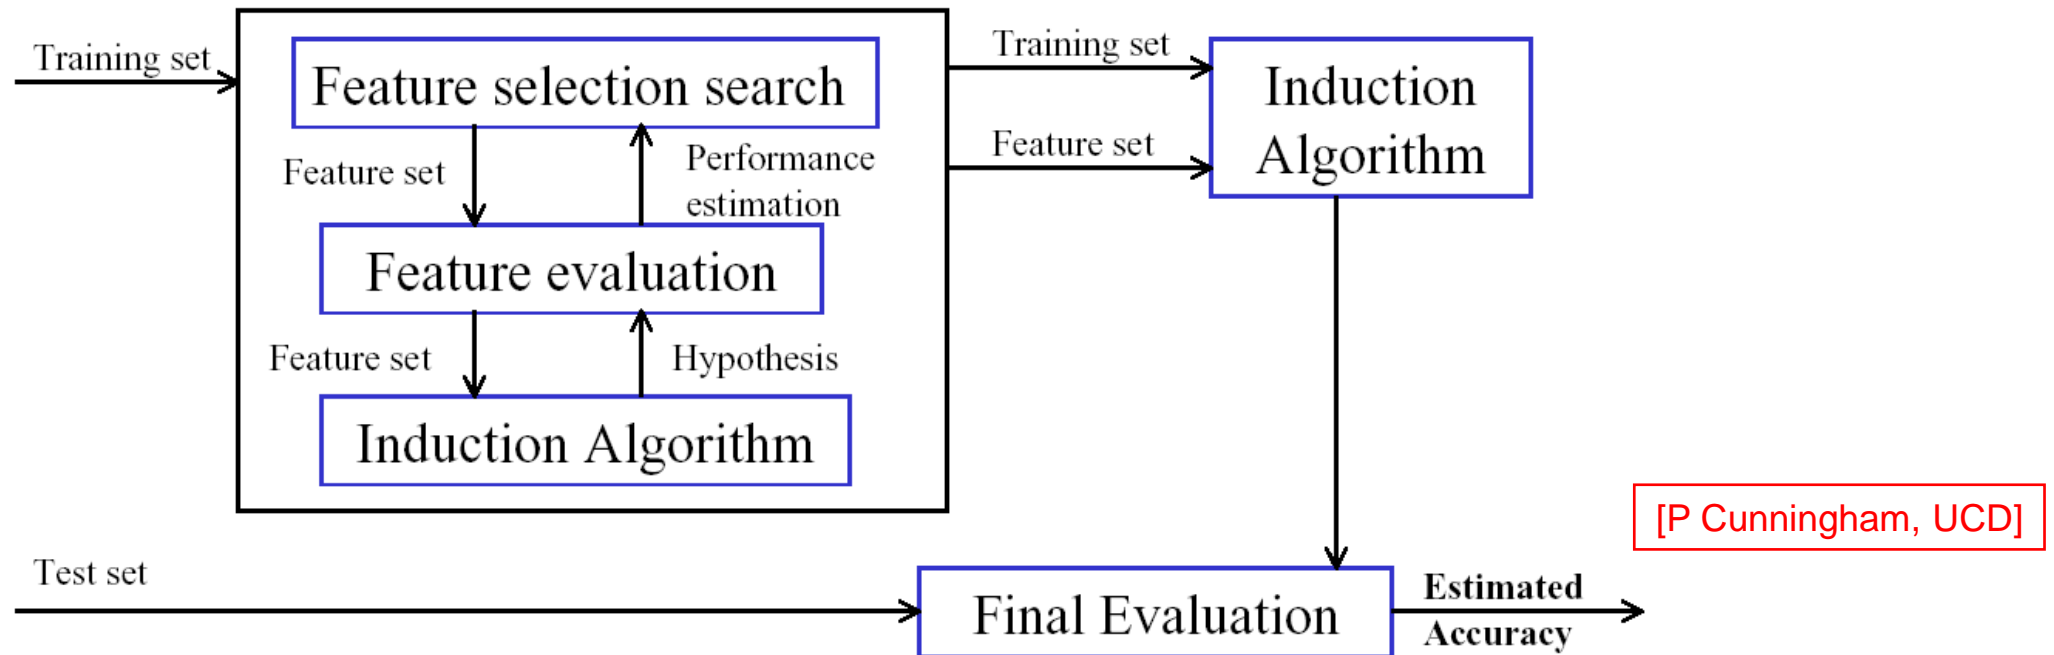 Training set
Feature selection search
Feature set
Performance
estimation
Feature evaluation
Feature set
Hypothesis
Induction Algorithm
Training set
Feature set
Induction
Algorithm
[P Cunningham, UCD]
Test set
Final Evaluation
Estimated
Accuracy